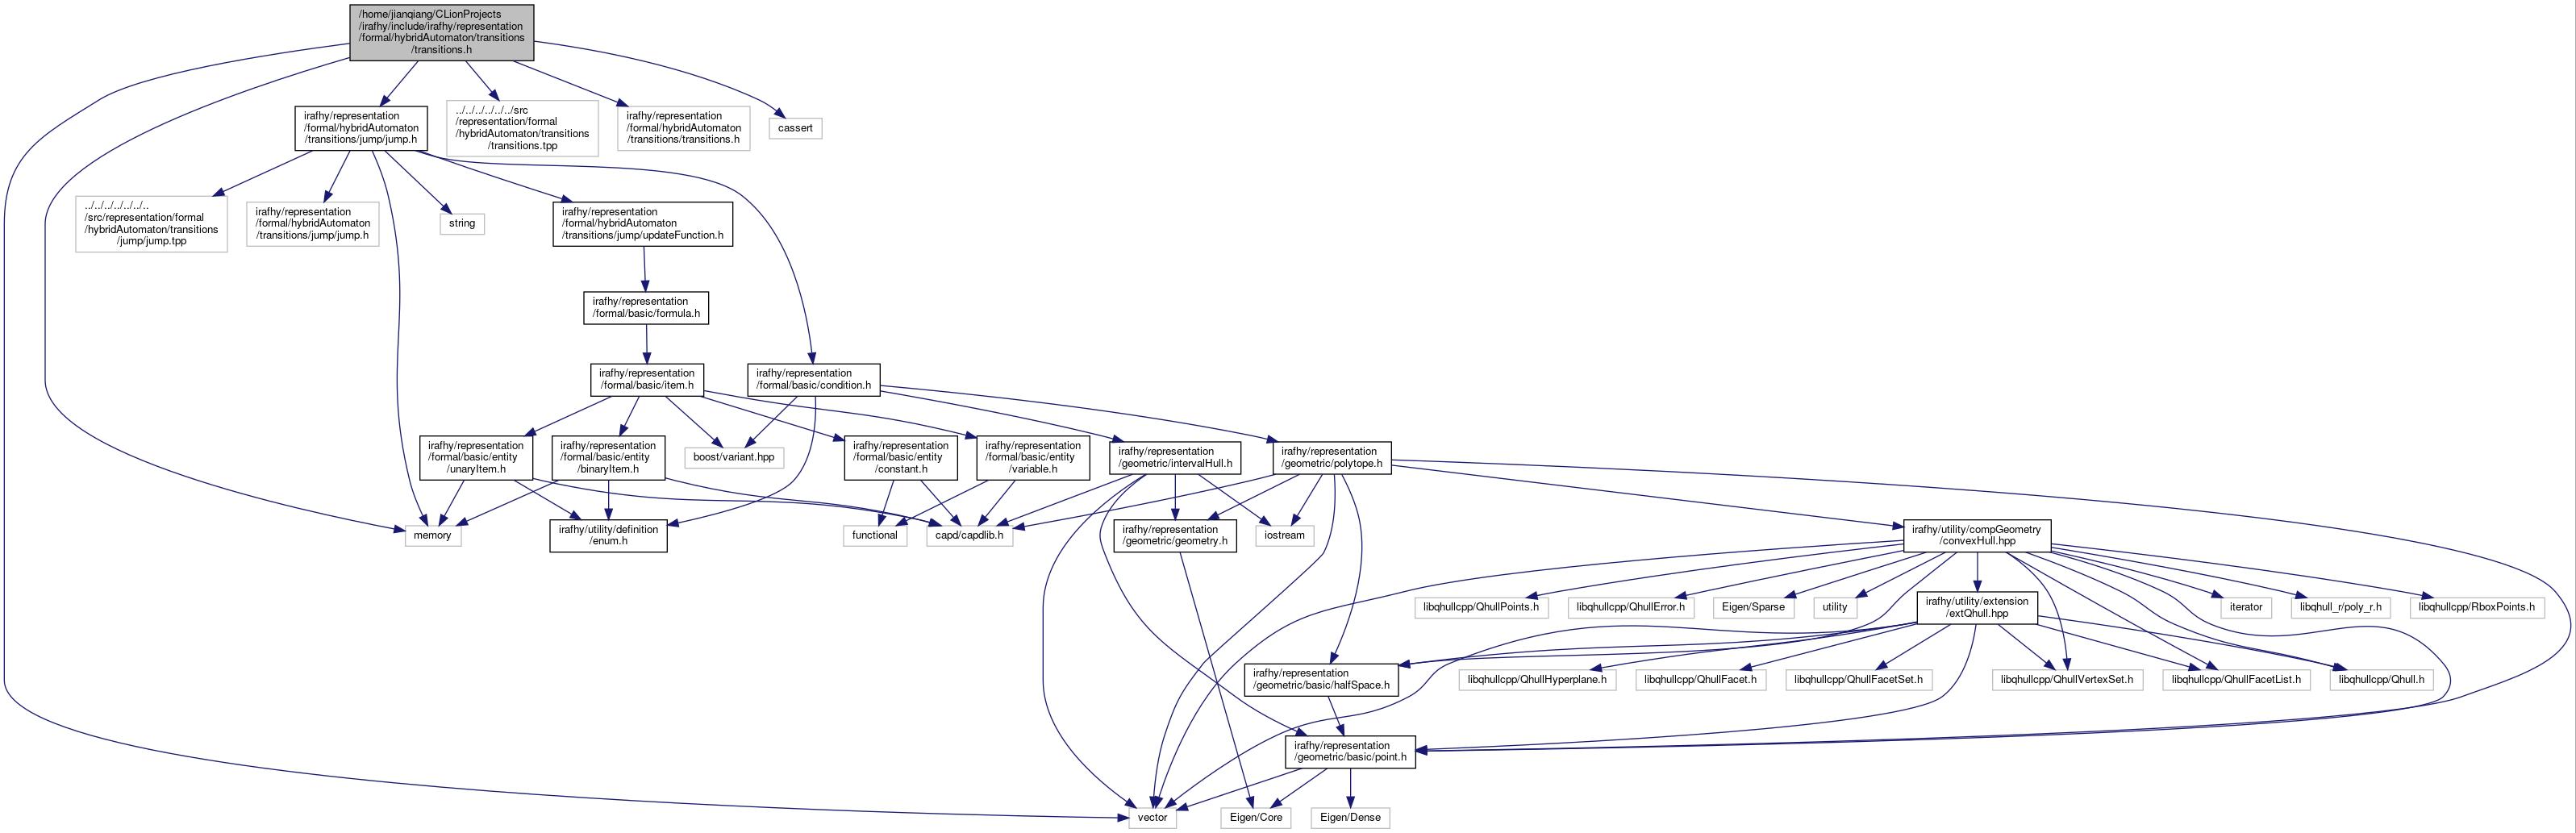 /home/jianqiang/CLionProjects
/irafhy/include/irafhy/representation
/formal/hybridAutomaton/transitions
/transitions.h
irafhy/representation
/formal/hybridAutomaton
/transitions/jump/jump.h
../../../../../../src
/representation/formal
/hybridAutomaton/transitions
/transitions.tpp
irafhy/representation
/formal/hybridAutomaton
/transitions/transitions.h
cassert
../../../../../../..
/src/representation/formal
/hybridAutomaton/transitions
/jump/jump.tpp
irafhy/representation
/formal/hybridAutomaton
/transitions/jump/jump.h
string
irafhy/representation
/formal/hybridAutomaton
/transitions/jump/updateFunction.h
irafhy/representation
/formal/basic/formula.h
irafhy/representation
/formal/basic/item.h
irafhy/representation
/formal/basic/condition.h
irafhy/representation
/formal/basic/entity
/unaryItem.h
irafhy/representation
/formal/basic/entity
/binaryItem.h
boost/variant.hpp
irafhy/representation
/formal/basic/entity
/constant.h
irafhy/representation
/formal/basic/entity
/variable.h
irafhy/representation
/geometric/intervalHull.h
irafhy/representation
/geometric/polytope.h
memory
irafhy/utility/definition
/enum.h
functional
capd/capdlib.h
irafhy/representation
/geometric/geometry.h
iostream
irafhy/utility/compGeometry
/convexHull.hpp
libqhullcpp/QhullPoints.h
libqhullcpp/QhullError.h
Eigen/Sparse
utility
irafhy/utility/extension
/extQhull.hpp
iterator
libqhull_r/poly_r.h
libqhullcpp/RboxPoints.h
irafhy/representation
/geometric/basic/halfSpace.h
libqhullcpp/QhullHyperplane.h
libqhullcpp/QhullFacet.h
libqhullcpp/QhullFacetSet.h
libqhullcpp/QhullVertexSet.h
libqhullcpp/QhullFacetList.h
libqhullcpp/Qhull.h
irafhy/representation
/geometric/basic/point.h
vector
Eigen/Core
Eigen/Dense